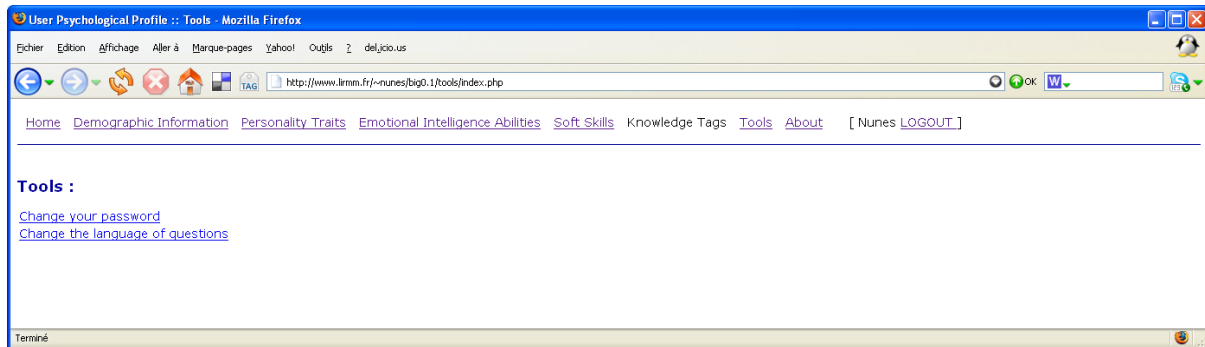 User Psychological Profile :: Tools - Mozilla Firefox
Fichier Edition Affichage Aller à Marque-pages Yahoo! Outils ? del.icio.us
TAG http://www.lirmm.fr/~nunes/big0.1/tools/index.php OK W
Home Demographic Information Personality Traits Emotional Intelligence Abilities Soft Skills Knowledge Tags Tools About [ Nunes LOGOUT ]
Tools :
Change your password
Change the language of questions
Terminé